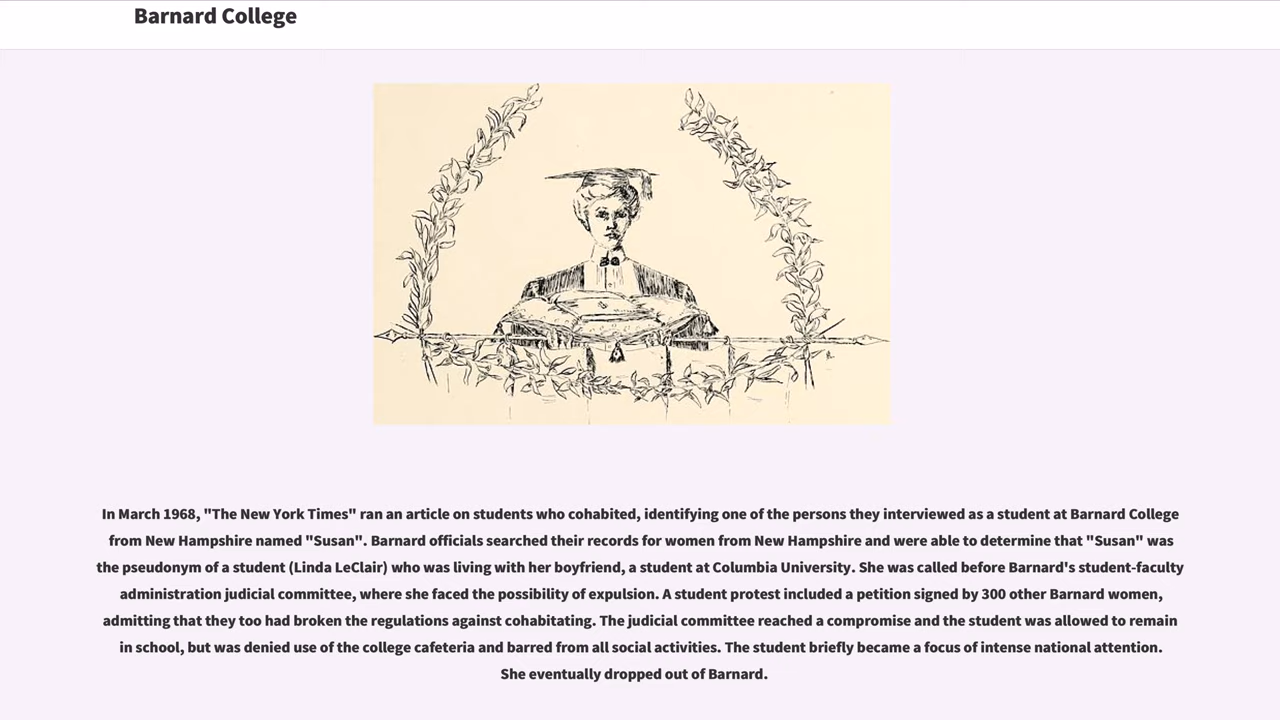 Barnard College
In March 1968, "The New York Times" ran an article on students who cohabited, identifying one of the persons they interviewed as a student at Barnard College
from New Hampshire named "Susan". Barnard officials searched their records for women from New Hampshire and were able to determine that "Susan" was
the pseudonym of a student (Linda LeClair) who was living with her boyfriend, a student at Columbia University. She was called before Barnard's student-faculty
administration judicial committee, where she faced the possibility of expulsion. A student protest included a petition signed by 300 other Barnard women,
admitting that they too had broken the regulations against cohabitating. The judicial committee reached a compromise and the student was allowed to remain
in school, but was denied use of the college cafeteria and barred from all social activities. The student briefly became a focus of intense national attention.
She eventually dropped out of Barnard.